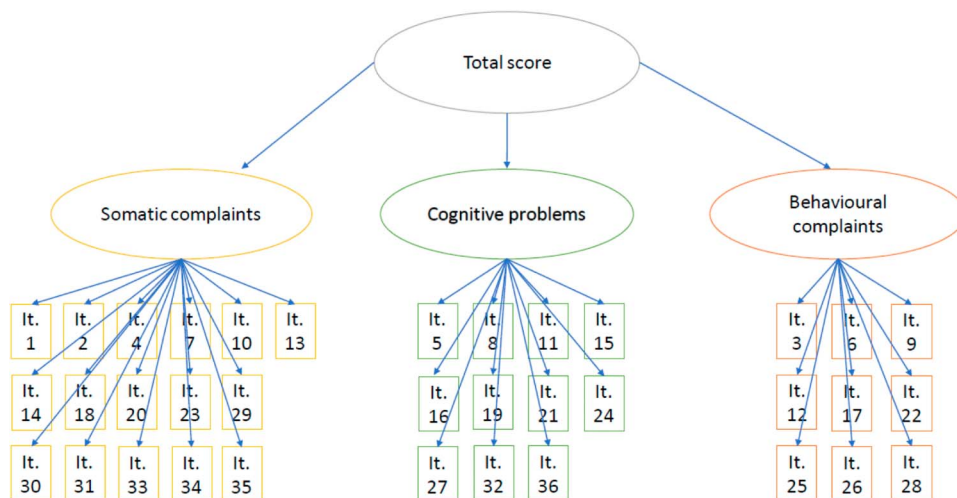 Total score
Somatic complaints
Cognitive problems
Behavioural
complaints
It. It. It. It. It. It.
1 2 4 7 10 13
It. It. It. It.
5 8 11 15
It. It. It.
3 6 9
It. It. It. It. It.
14 18 20 23 29
It. It. It. It.
16 19 21 24
It. It. It.
12 17 22
It. It. It. It. It.
30 31 33 34 35
It. It. It.
27 32 36
It. It. It.
25 26 28